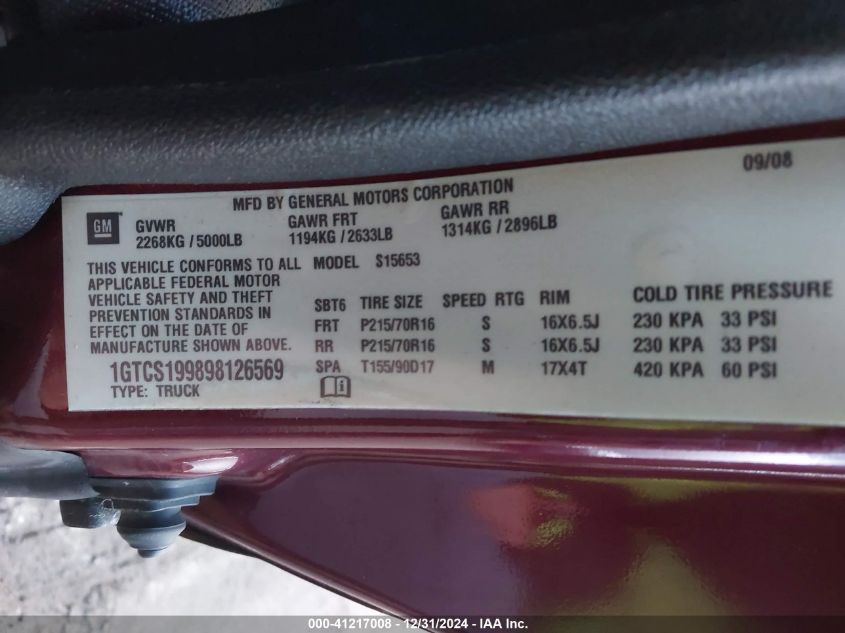 09/08
MFD BY GENERAL MOTORS CORPORATION
GM
GVWR GAWR FRT GAWR RR
2268KG / 5000LB 1194KG / 2633LB 1314KG / 2896LB
THIS VEHICLE CONFORMS TO ALL MODEL S15653
APPLICABLE FEDERAL MOTOR
VEHICLE SAFETY AND THEFT
PREVENTION STANDARDS IN
EFFECT ON THE DATE OF
MANUFACTURE SHOWN ABOVE.
1GTCS199898126569
TYPE: TRUCK
SBT6 TIRE SIZE SPEED RTG RIM COLD TIRE PRESSURE
FRT P215/70R16 S 16X6.5J 230 KPA 33 PSI
RR P215/70R16 S 16X6.5J 230 KPA 33 PSI
SPA T155/90D17 M 17X4T 420 KPA 60 PSI
000-41217008 - 12/31/2024 - IAA Inc.